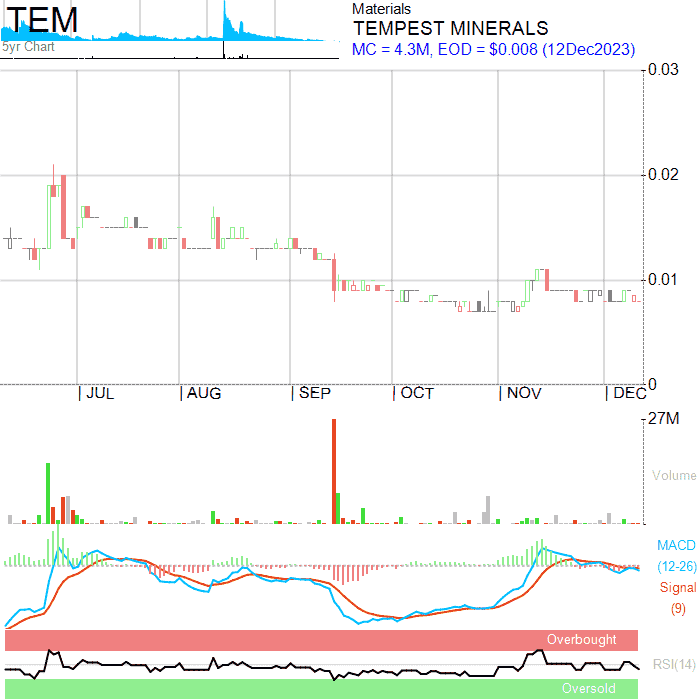 TEM
5yr Chart
Materials
TEMPEST MINERALS
MC = 4.3M, EOD = $0.008 (12Dec2023)
0.03
0.02
0.01
0
| JUL | AUG | SEP | OCT | NOV | DEC
27M
Volume
MACD
(12-26)
Signal
(9)
Overbought
RSI(14)
Oversold